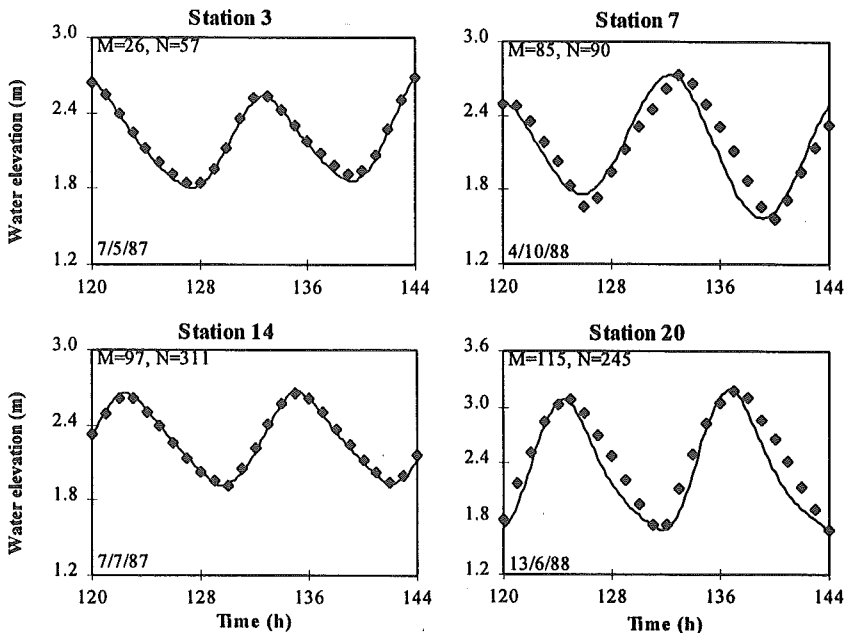 Station 3
M=26, N=57
3.0
2.4
1.8
1.2
Water elevation (m)
7/5/87
120 128 136 144
Station 7
M=85, N=90
3.0
2.4
1.8
1.2
4/10/88
120 128 136 144
Station 14
M=97, N=311
3.0
2.4
1.8
1.2
Water elevation (m)
7/7/87
120 128 136 144
Time (h)
Station 20
M=115, N=245
3.6
3.0
2.4
1.8
1.2
13/6/88
120 128 136 144
Time (h)